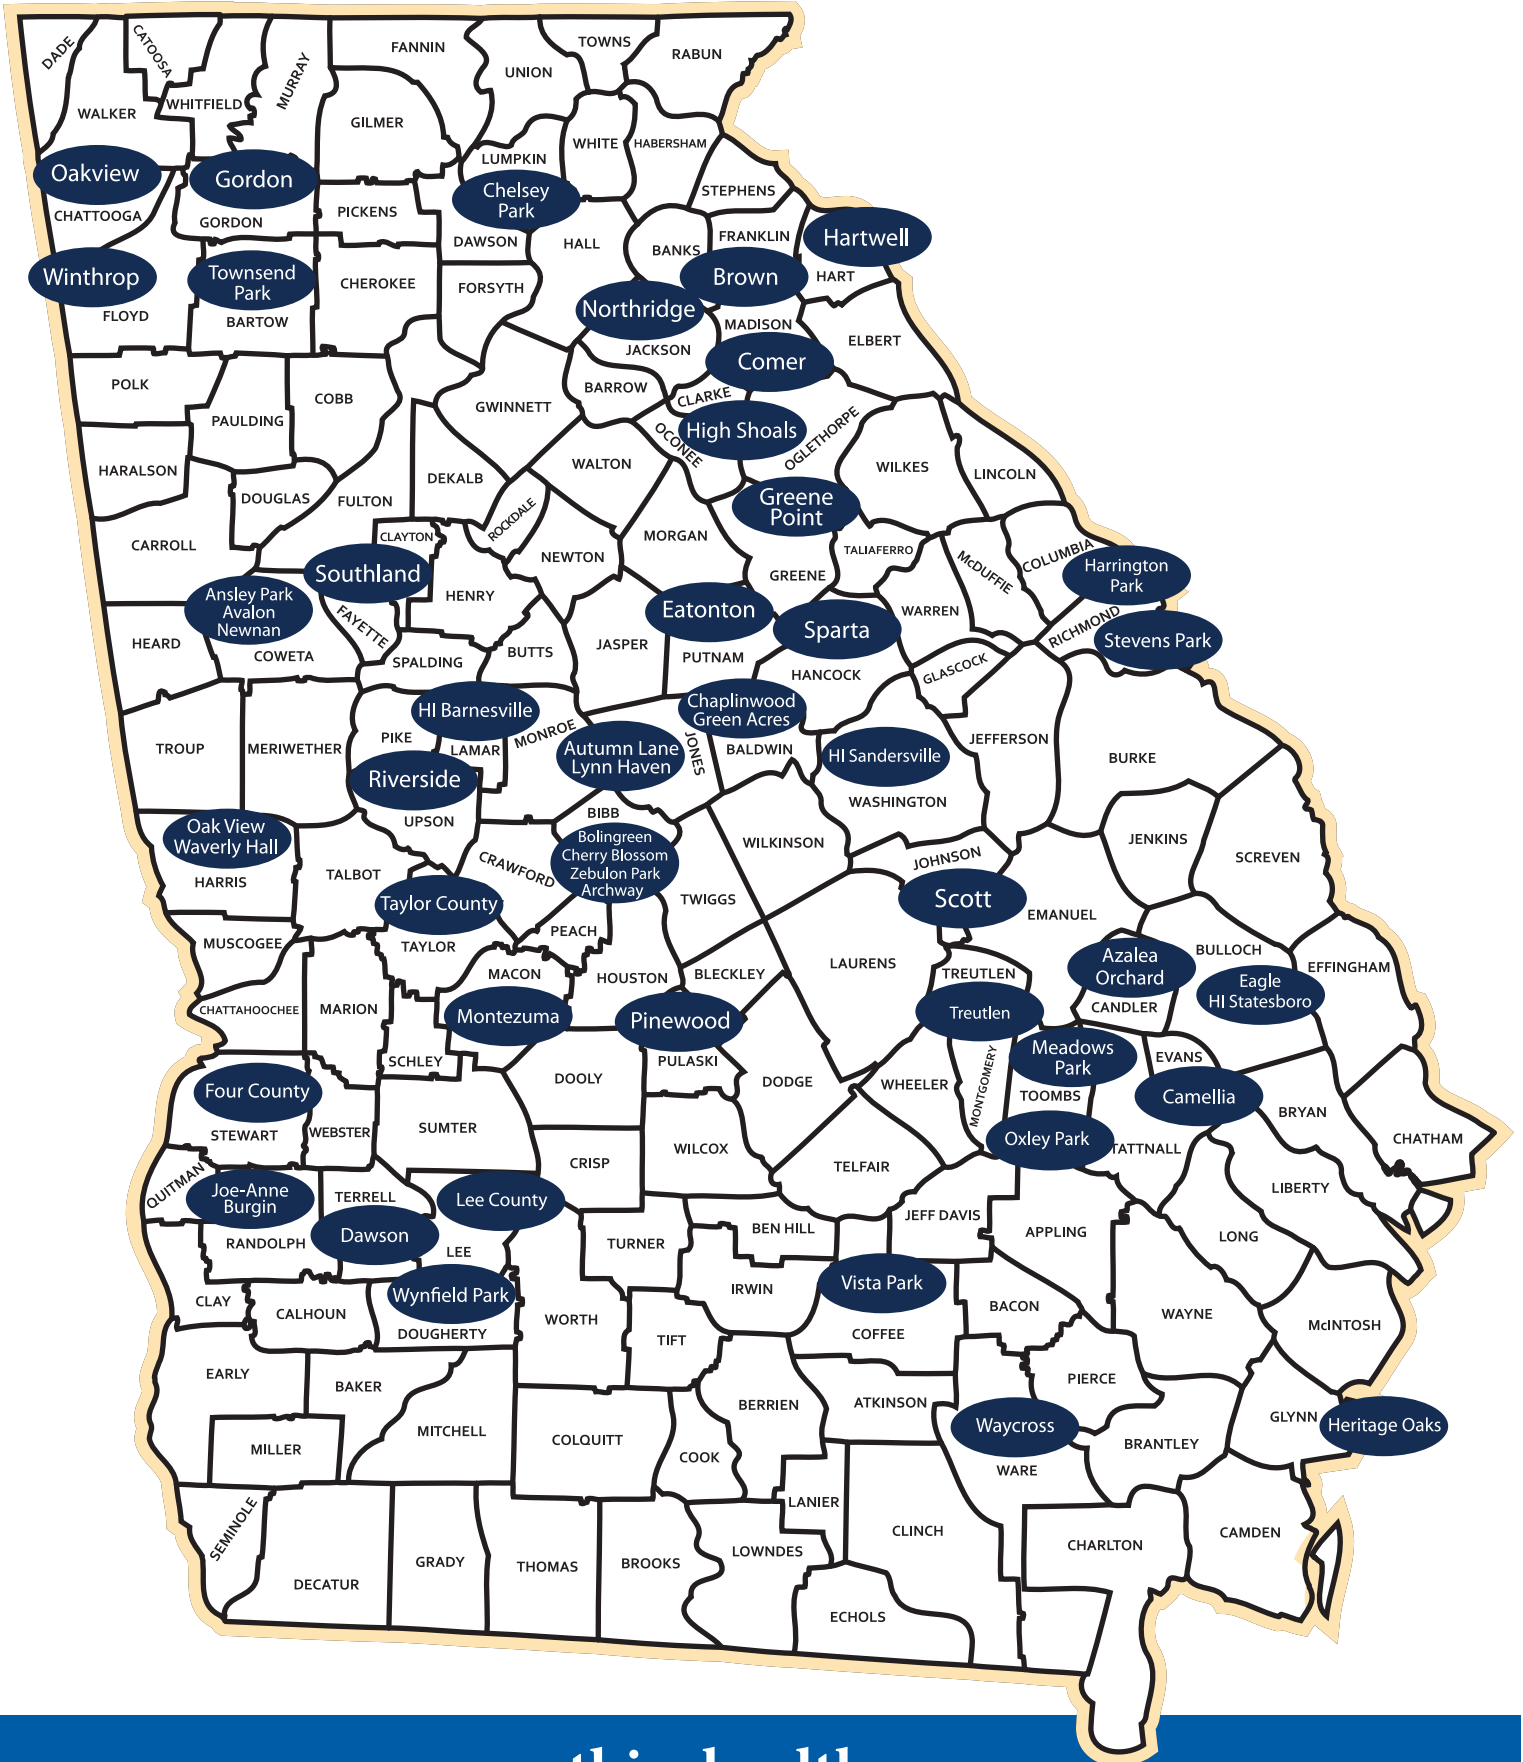 DADE
CATOOSA
FANNIN
TOWNS
RABUN
UNION
MURRAY
WALKER
WHITFIELD
GILMER
WHITE
HABERSHAM
LUMPKIN
Oakview
Gordon
Chelsey
Park
STEPHENS
CHATTOOGA
GORDON
PICKENS
DAWSON
HALL
BANKS
FRANKLIN
Hartwell
Winthrop
Townsend
Park
CHEROKEE
FORSYTH
Brown
HART
FLOYD
BARTOW
Northridge
MADISON
ELBERT
JACKSON
Comer
POLK
COBB
BARROW
CLARKE
PAULDING
GWINNETT
High Shoals
OCONEE
OGLETHORPE
HARALSON
WALTON
WILKES
LINCOLN
DOUGLAS
FULTON
DEKALB
Greene
Point
ROCKDALE
CARROLL
CLAYTON
MORGAN
NEWTON
TALIAFERRO
McDUFFIE
COLUMBIA
Southland
GREENE
Harrington
Park
Ansley Park
Avalon
Newnan
HENRY
Eatonton
Sparta
WARREN
RICHMOND
Stevens Park
FAYETTE
HEARD
COWETA
SPALDING
BUTTS
JASPER
PUTNAM
HANCOCK
GLASCOCK
HI Barnesville
Chaplinwood
Green Acres
TROUP
MERIWETHER
PIKE
LAMAR
MONROE
Autumn Lane
Lynn Haven
JONES
BALDWIN
HI Sandersville
JEFFERSON
BURKE
Riverside
WASHINGTON
UPSON
BIBB
Oak View
Waverly Hall
Bolingreen
Cherry Blossom
Zebulon Park
Archway
WILKINSON
JENKINS
SCREVEN
JOHNSON
HARRIS
TALBOT
CRAWFORD
Taylor County
TWIGGS
Scott
EMANUEL
MUSCOGEE
TAYLOR
PEACH
MACON
HOUSTON
BLECKLEY
LAURENS
TREUTLEN
Azalea
Orchard
BULLOCH
EFFINGHAM
Eagle
HI Statesboro
CHATTAHOOCHEE
MARION
Montezuma
Pinewood
Treutlen
CANDLER
SCHLEY
DOOLY
PULASKI
DODGE
WHEELER
MONTGOMERY
Meadows
Park
EVANS
Four County
TOOMBS
Camellia
BRYAN
STEWART
WEBSTER
SUMTER
Oxley Park
TATTNALL
CHATHAM
CRISP
WILCOX
TELFAIR
QUITMAN
Joe-Anne
Burgin
TERRELL
Lee County
LIBERTY
Dawson
RANDOLPH
LEE
TURNER
BEN HILL
JEFF DAVIS
APPLING
LONG
CLAY
CALHOUN
Wynfield Park
DOUGHERTY
WORTH
IRWIN
Vista Park
BACON
WAYNE
McINTOSH
TIFT
COFFEE
EARLY
BAKER
PIERCE
MITCHELL
BERRIEN
ATKINSON
Waycross
GLYNN
Heritage Oaks
MILLER
COLQUITT
COOK
BRANTLEY
WARE
SEMINOLE
LANIER
CLINCH
CAMDEN
DECATUR
GRADY
THOMAS
BROOKS
LOWNDES
CHARLTON
ECHOLS